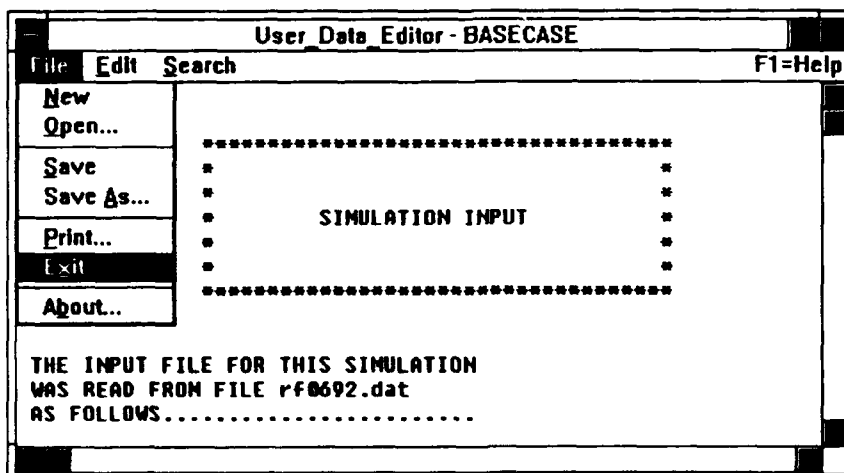 User_Data_Editor - BASECASE
File Edit Search F1=Help
New
Open...
Save
Save As...
Print...
Exit
About...
************************************
* *
* *
* SIMULATION INPUT *
* *
* *
************************************
THE INPUT FILE FOR THIS SIMULATION
WAS READ FROM FILE rf0692.dat
AS FOLLOWS........................